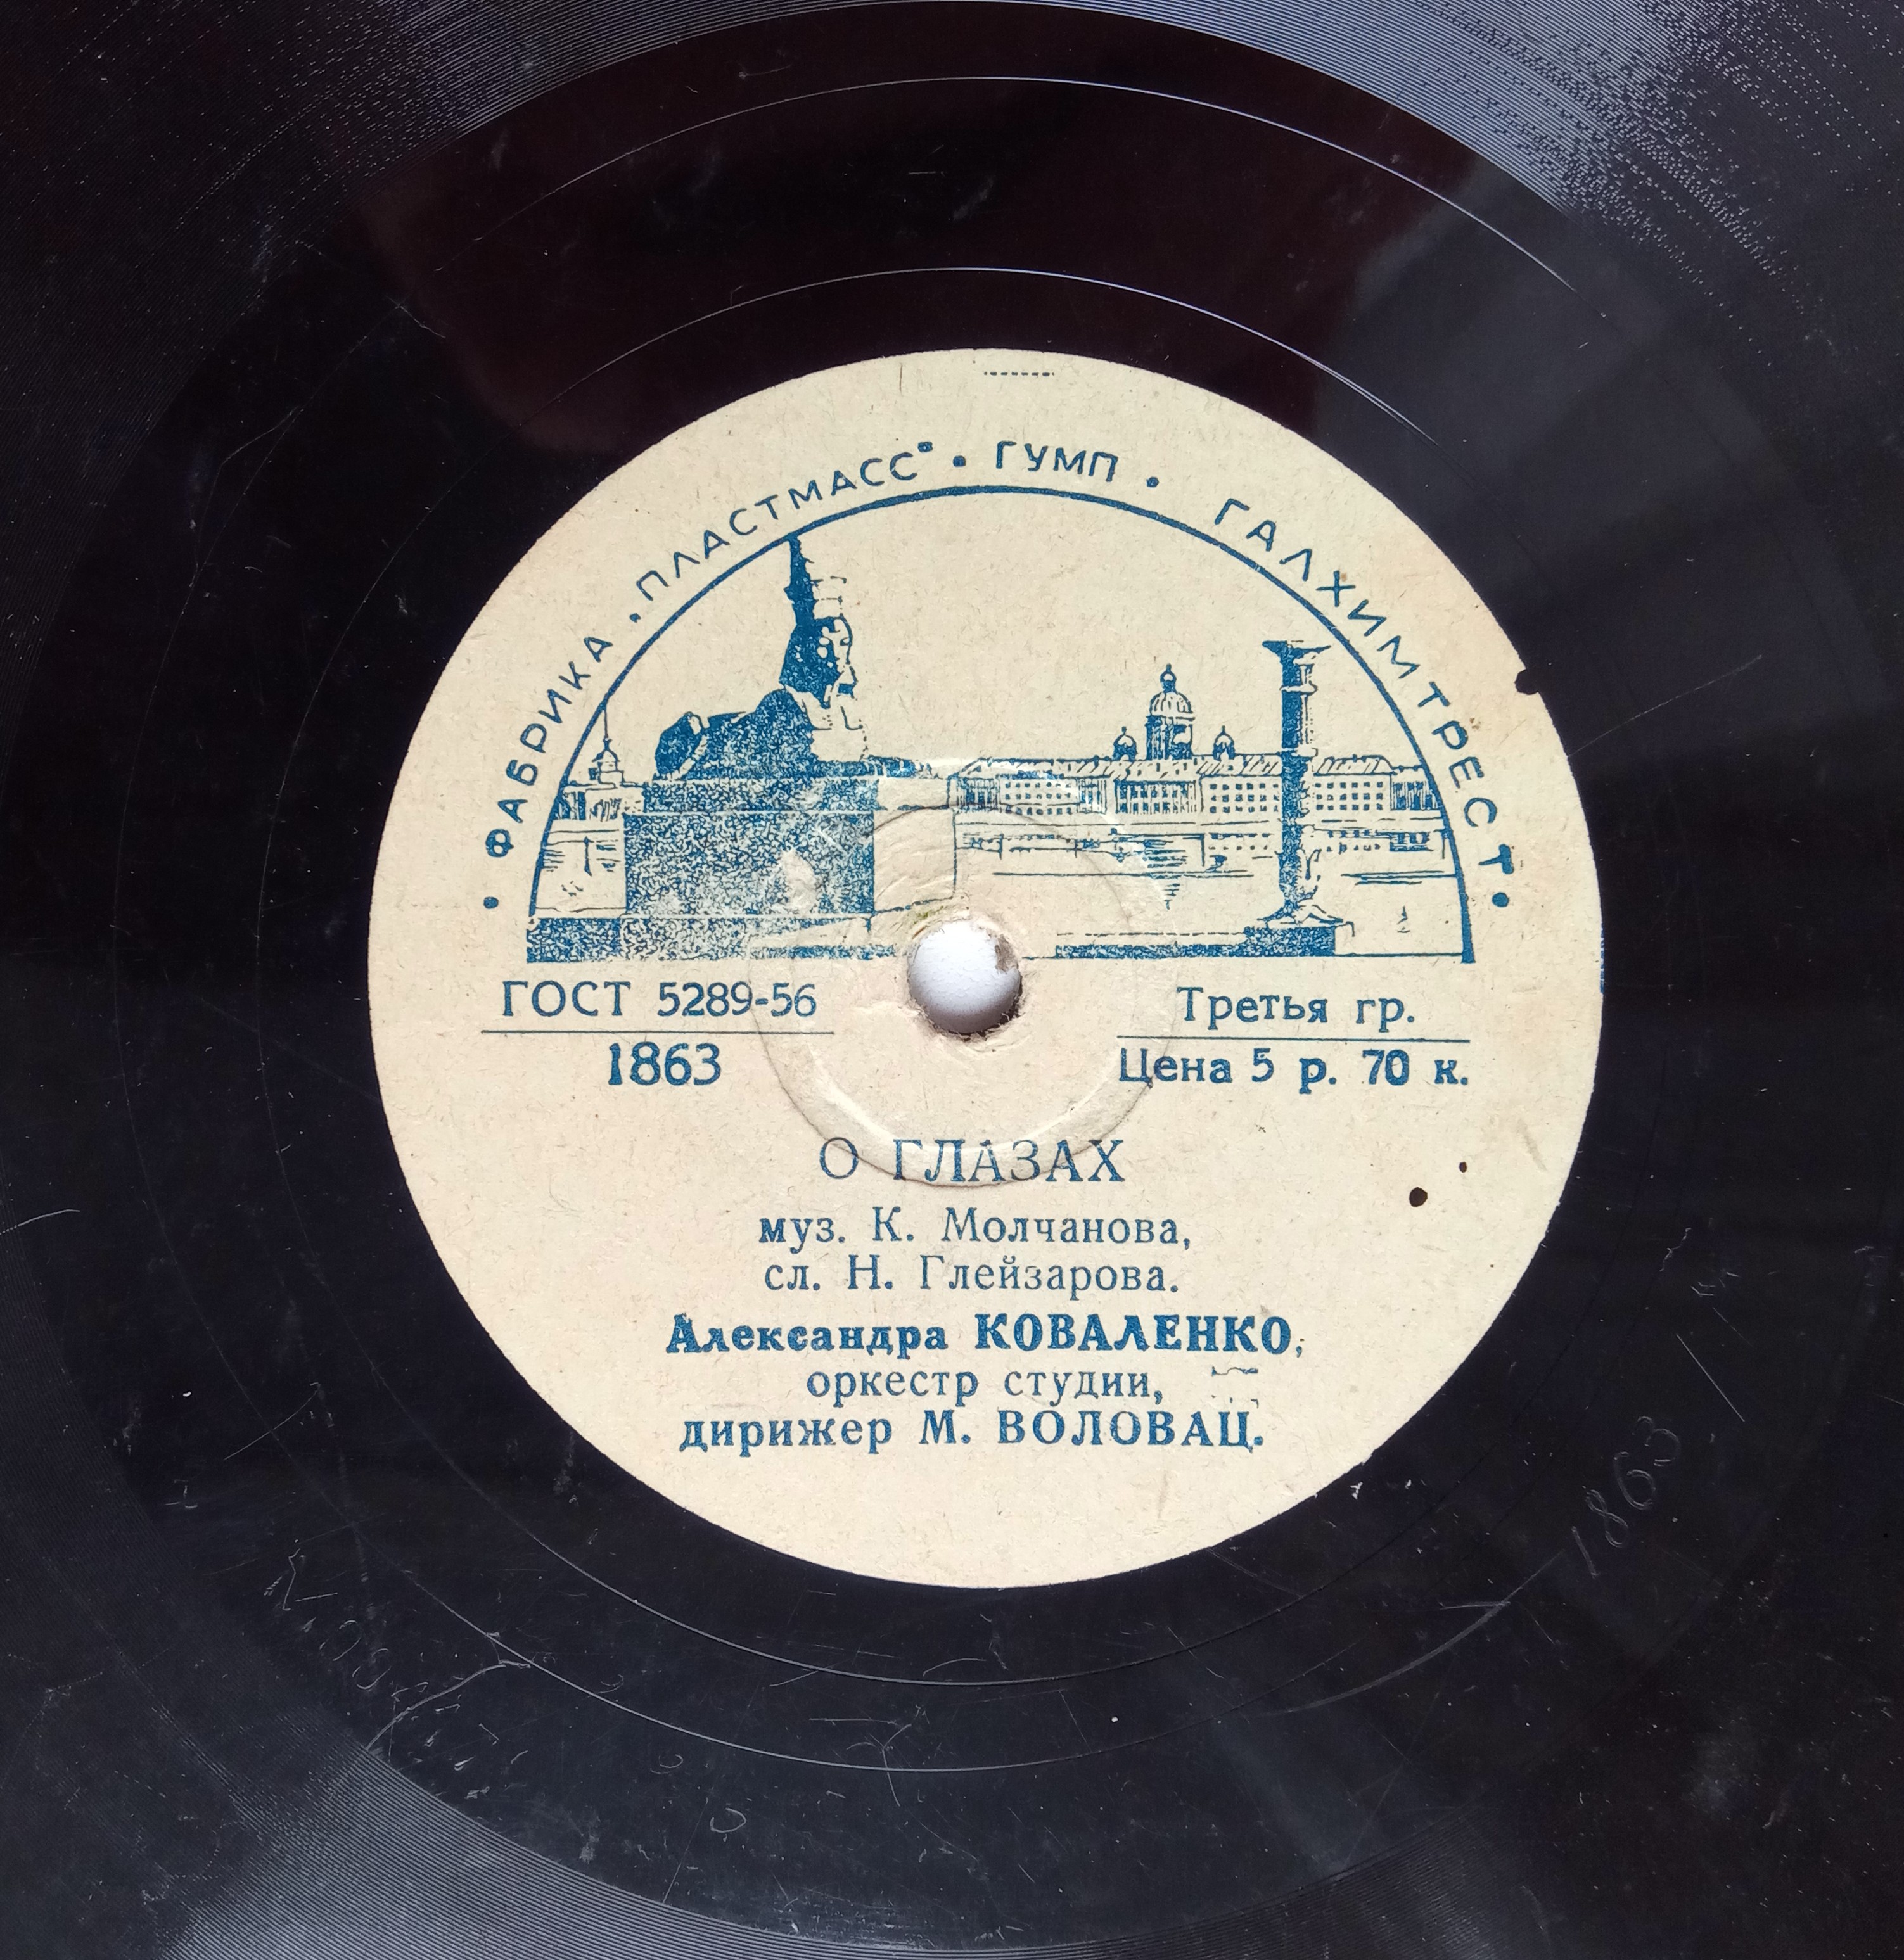 • ФАБРИКА „ПЛАСТМАСС“ • ГУМП • ГАЛХИМТРЕСТ •
ГОСТ 5289-56
1863
Третья гр.
Цена 5 р. 70 к.
О ГЛАЗАХ
муз. К. Молчанова,
сл. Н. Глейзарова.
Александра КОВАЛЕНКО,
оркестр студии,
дирижер М. ВОЛОВАЦ.
1863